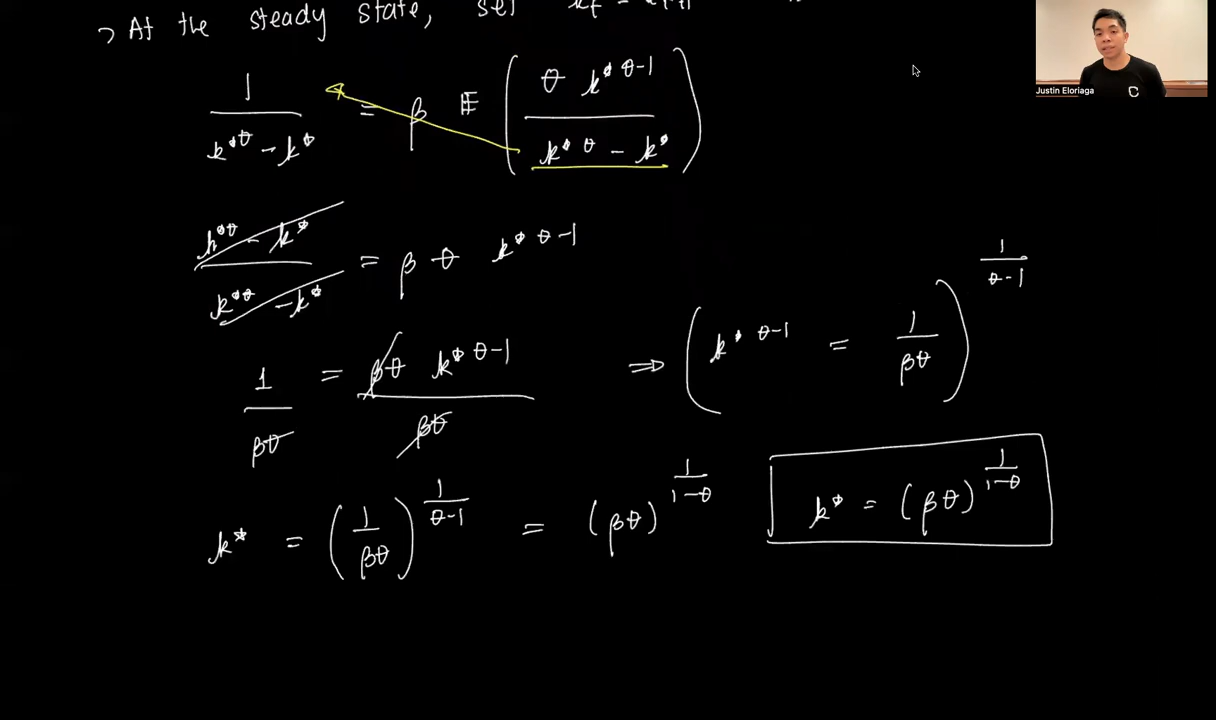 → At the steady state, set
1 / (k*^θ - k*) = β 𝔼 ( θ k*^(θ-1) / (k*^θ - k*) )
Justin Eloriaga
(k*^θ - k*) / (k*^θ - k*) = β θ k*^(θ-1)
1 / βθ = βθ k*^(θ-1) / βθ ⇒ ( k*^(θ-1) = 1 / βθ )^(1/(θ-1))
k* = (1 / βθ)^(1/(θ-1)) = (βθ)^(1/(1-θ))
k* = (βθ)^(1/(1-θ))